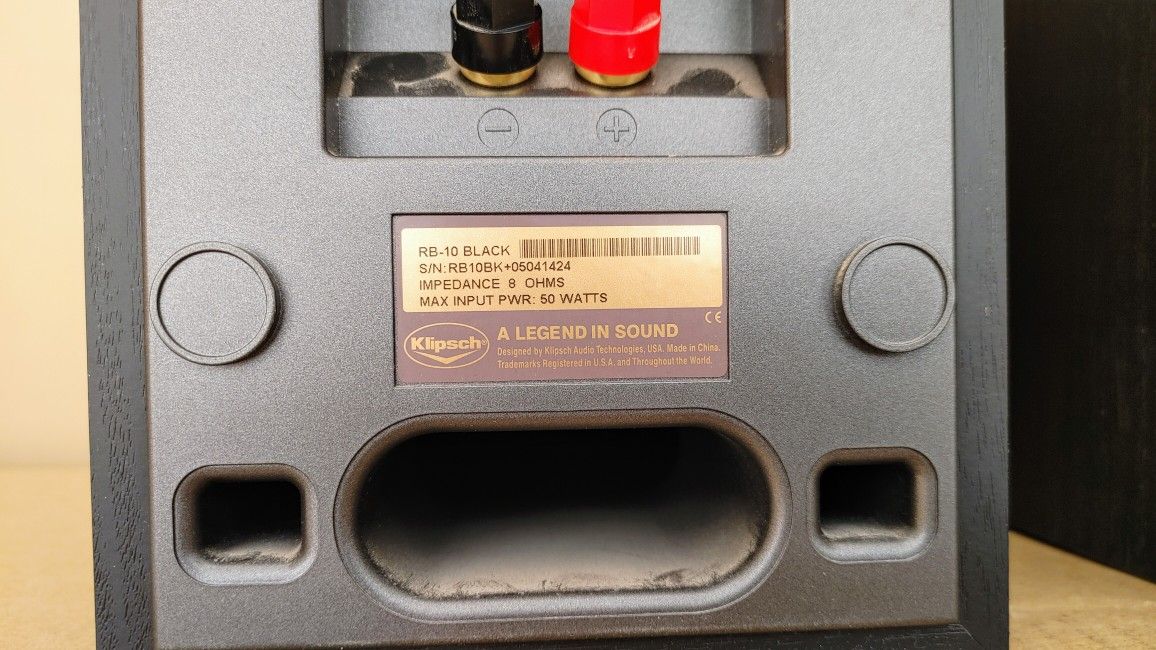 − +
RB-10 BLACK
S/N:RB10BK+05041424
IMPEDANCE 8 OHMS
MAX INPUT PWR: 50 WATTS
CE
Klipsch®
A LEGEND IN SOUND
Designed by Klipsch Audio Technologies, USA. Made in China.
Trademarks Registered in U.S.A. and Throughout the World.